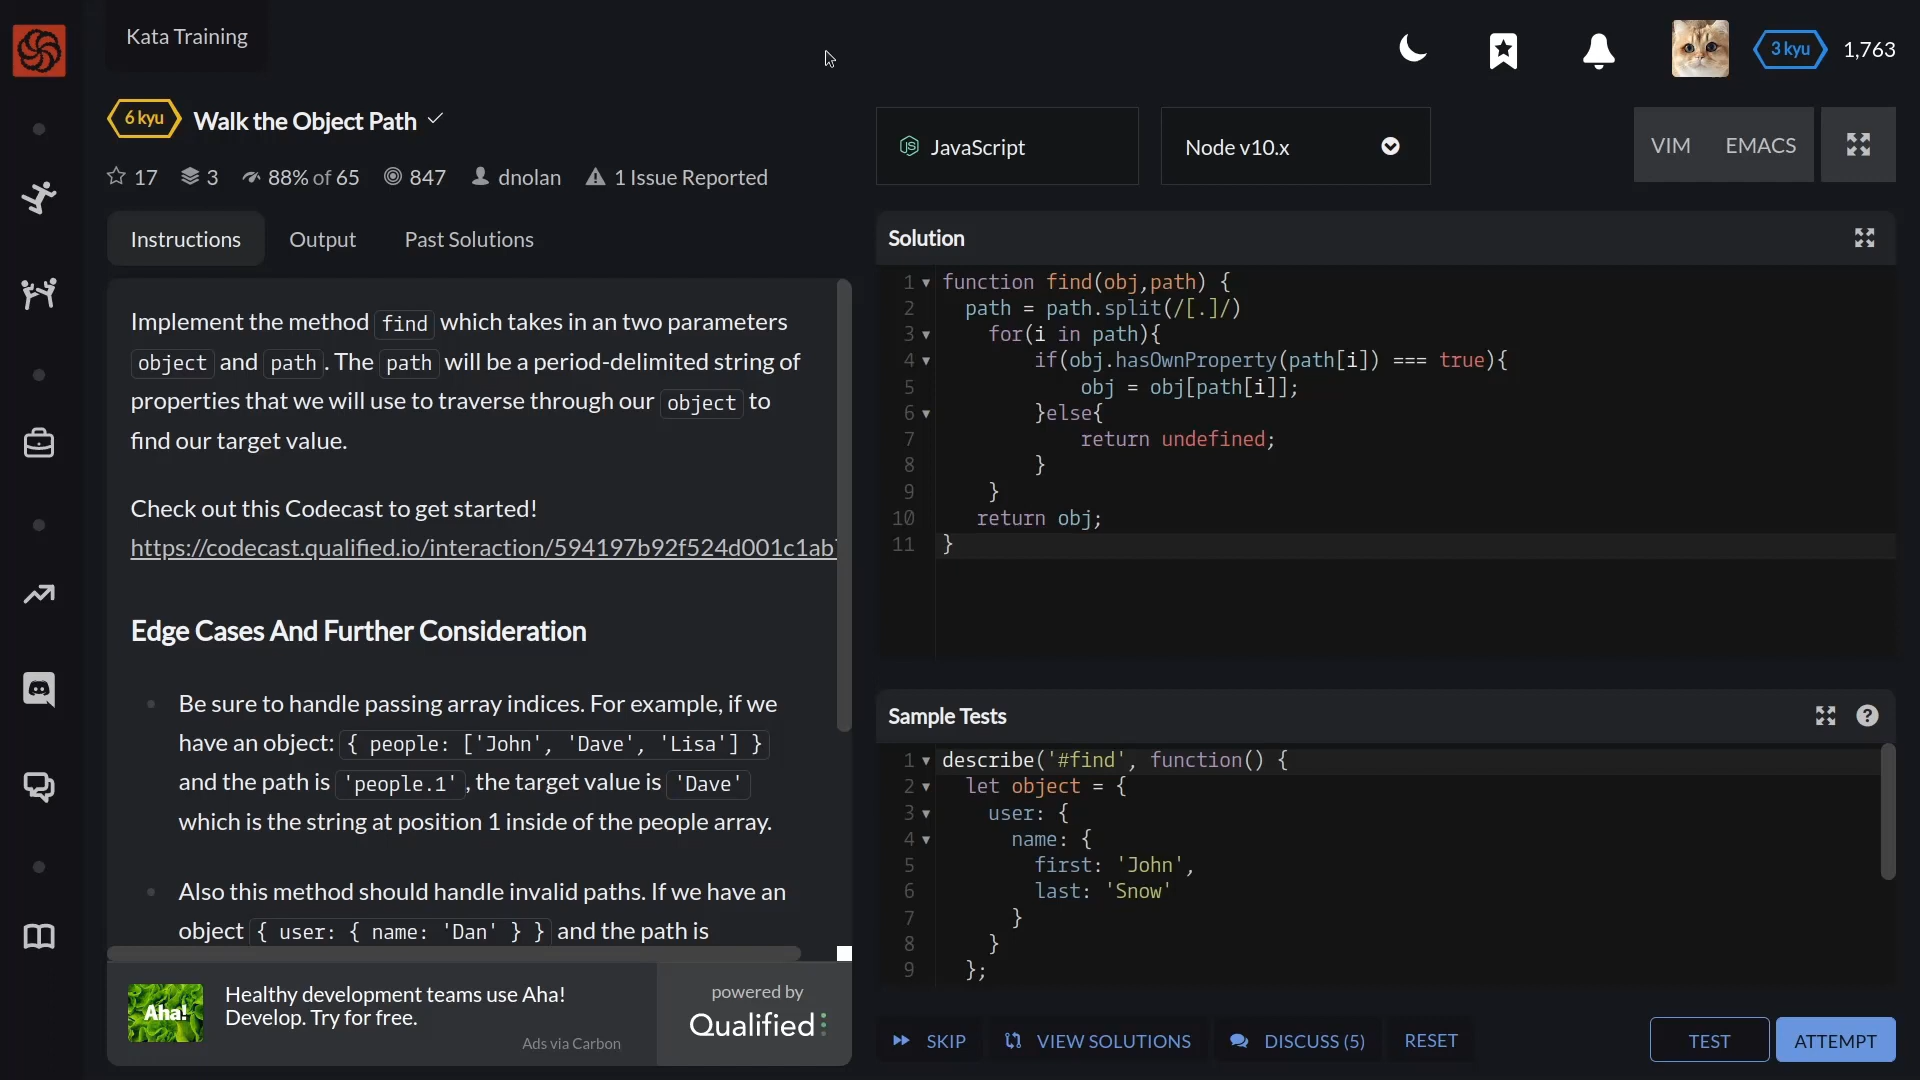 Kata Training
3 kyu
1,763
6 kyu
Walk the Object Path
17
3
88% of 65
847
dnolan
1 Issue Reported
JavaScript
Node v10.x
VIM
EMACS
Instructions
Output
Past Solutions
Implement the method find which takes in an two parameters
object and path. The path will be a period-delimited string of
properties that we will use to traverse through our object to
find our target value.
Check out this Codecast to get started!
https://codecast.qualified.io/interaction/594197b92f524d001c1ab
Edge Cases And Further Consideration
Be sure to handle passing array indices. For example, if we
have an object: { people: ['John', 'Dave', 'Lisa'] }
and the path is 'people.1', the target value is 'Dave'
which is the string at position 1 inside of the people array.
Also this method should handle invalid paths. If we have an
object { user: { name: 'Dan' } } and the path is
Aha!
Healthy development teams use Aha!
Develop. Try for free.
Ads via Carbon
powered by
Qualified
Solution
1 function find(obj,path) {
2 path = path.split(/[.]/)
3 for(i in path){
4 if(obj.hasOwnProperty(path[i]) === true){
5 obj = obj[path[i]];
6 }else{
7 return undefined;
8 }
9 }
10 return obj;
11 }
Sample Tests
1 describe('#find', function() {
2 let object = {
3 user: {
4 name: {
5 first: 'John',
6 last: 'Snow'
7 }
8 }
9 };
SKIP
VIEW SOLUTIONS
DISCUSS (5)
RESET
TEST
ATTEMPT